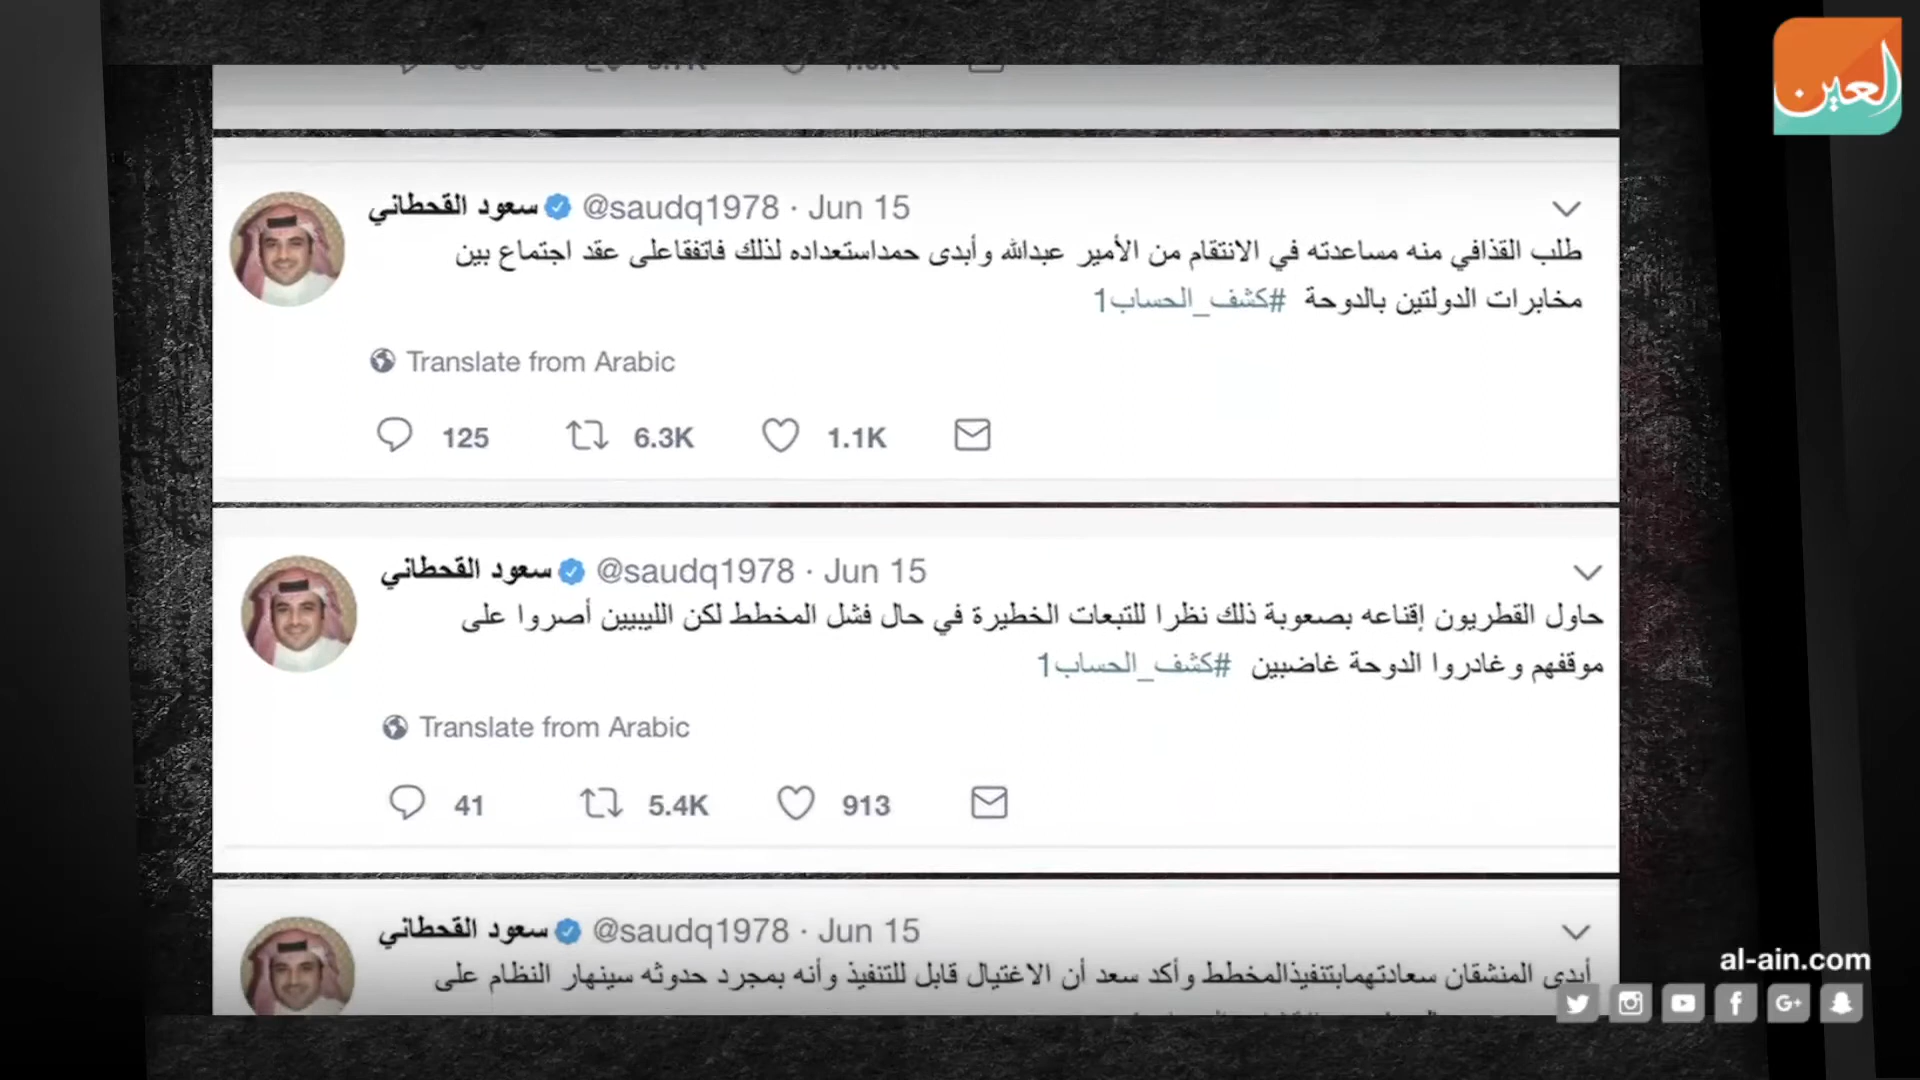 العين
سعود القحطاني @saudq1978 · Jun 15
طلب القذافي منه مساعدته في الانتقام من الأمير عبدالله وأبدى حمداستعداده لذلك فاتفقاعلى عقد اجتماع بين
مخابرات الدولتين بالدوحة #كشف_الحساب1
Translate from Arabic
125 6.3K 1.1K
سعود القحطاني @saudq1978 · Jun 15
حاول القطريون إقناعه بصعوبة ذلك نظرا للتبعات الخطيرة في حال فشل المخطط لكن الليبيين أصروا على
موقفهم وغادروا الدوحة غاضبين #كشف_الحساب1
Translate from Arabic
41 5.4K 913
سعود القحطاني @saudq1978 · Jun 15
أبدى المنشقان سعادتهمابتنفيذالمخطط وأكد سعد أن الاغتيال قابل للتنفيذ وأنه بمجرد حدوثه سينهار النظام على
al-ain.com